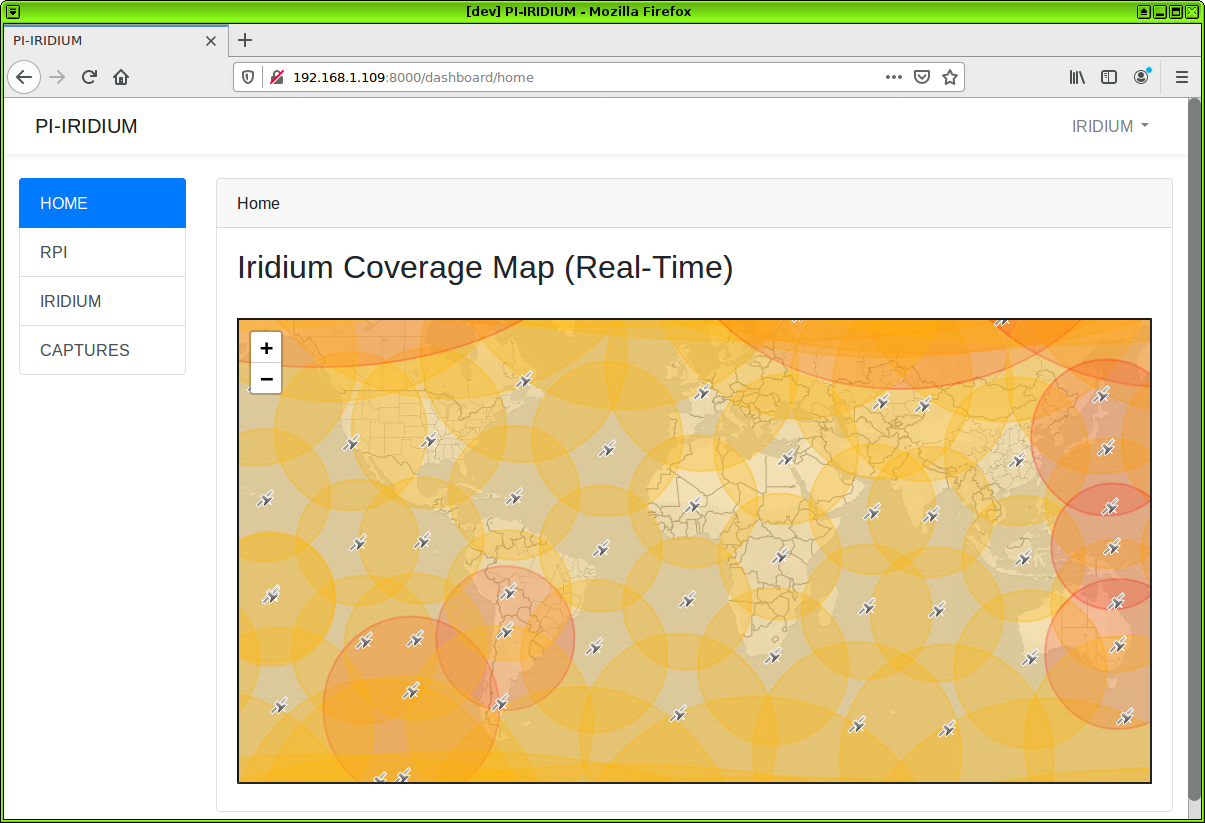 [dev] PI-IRIDIUM - Mozilla Firefox
PI-IRIDIUM
192.168.1.109:8000/dashboard/home
PI-IRIDIUM
IRIDIUM
HOME
RPI
IRIDIUM
CAPTURES
Home
Iridium Coverage Map (Real-Time)
+
−